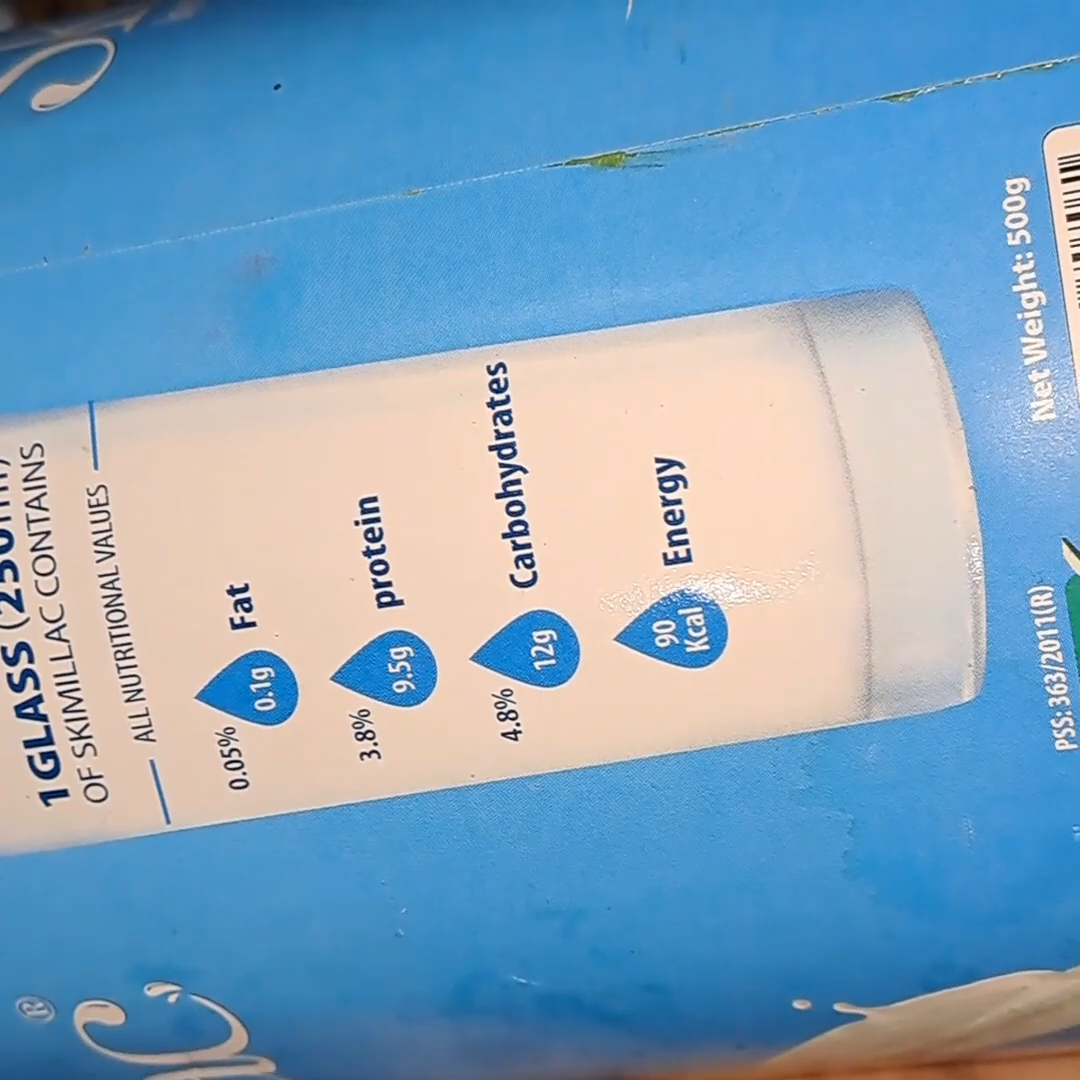 1 GLASS (250ml)
OF SKIMILLAC CONTAINS
ALL NUTRITIONAL VALUES
0.05% 0.1g Fat
3.8% 9.5g protein
4.8% 12g Carbohydrates
90 Kcal Energy
PSS: 363/2011(R)
Net Weight: 500g
®